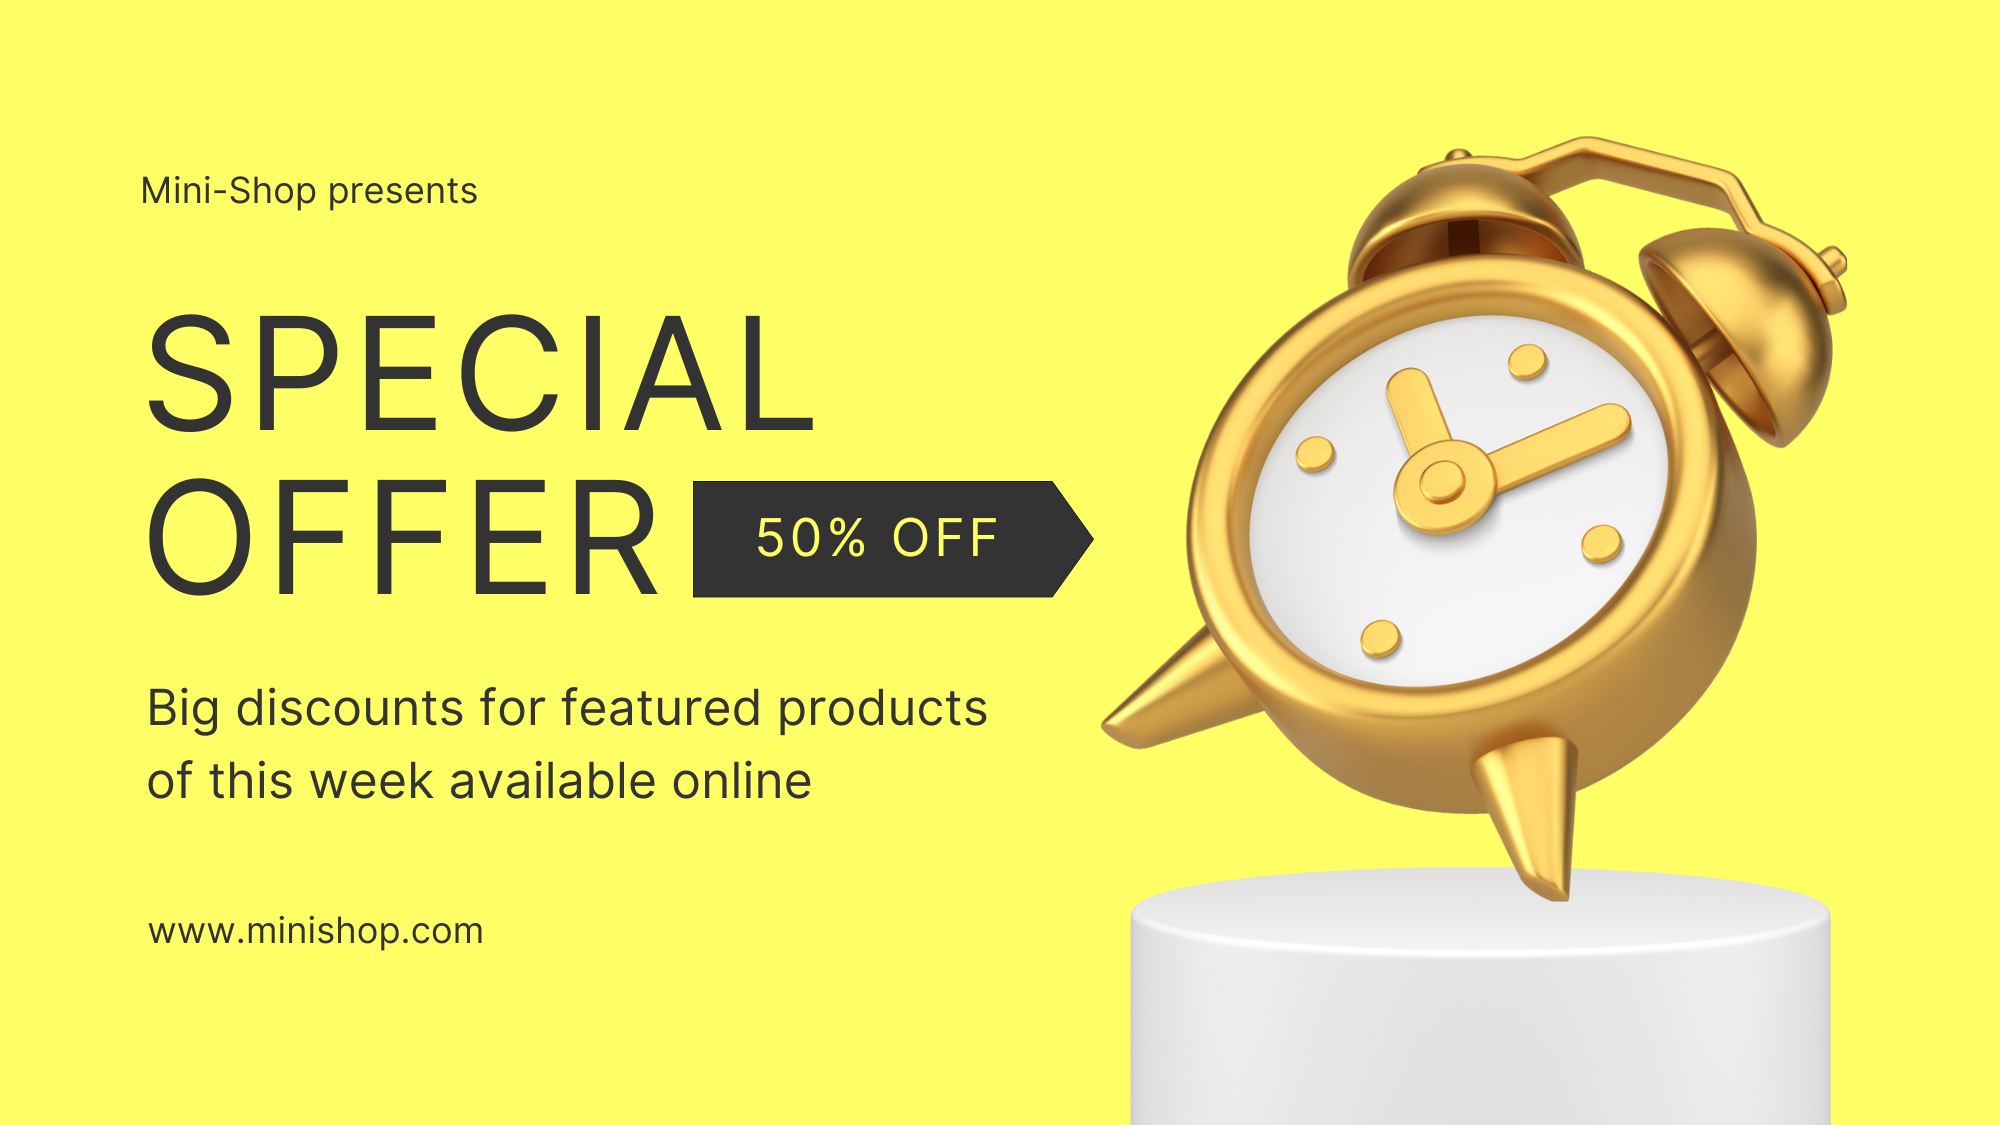 Mini-Shop presents
SPECIAL
OFFER
50% OFF
Big discounts for featured products
of this week available online
www.minishop.com